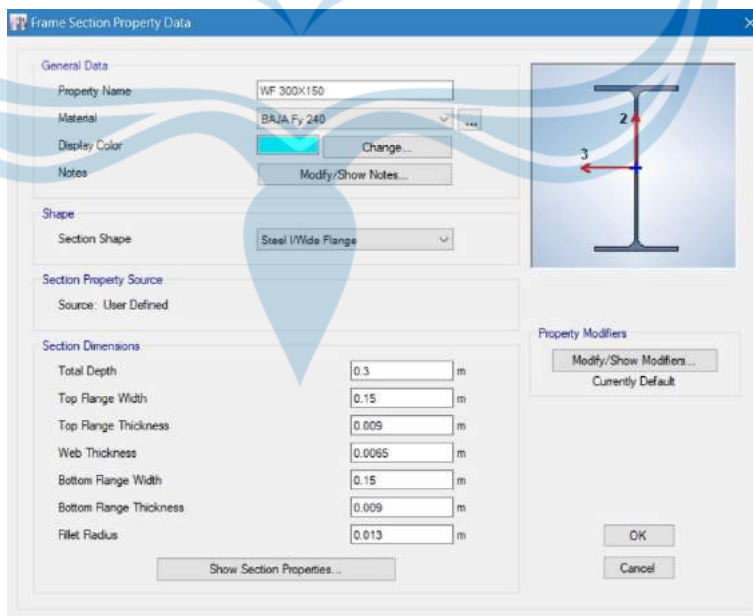 Frame Section Property Data
General Data
Property Name WF 300X150
Material BAJA Fy 240 ...
Display Color Change...
Notes Modify/Show Notes...
Shape
Section Shape Steel I/Wide Flange
Section Property Source
Source: User Defined
Section Dimensions
Total Depth 0.3 m
Top Flange Width 0.15 m
Top Flange Thickness 0.009 m
Web Thickness 0.0065 m
Bottom Flange Width 0.15 m
Bottom Flange Thickness 0.009 m
Fillet Radius 0.013 m
Show Section Properties...
2
3
Property Modifiers
Modify/Show Modifiers...
Currently Default
OK
Cancel